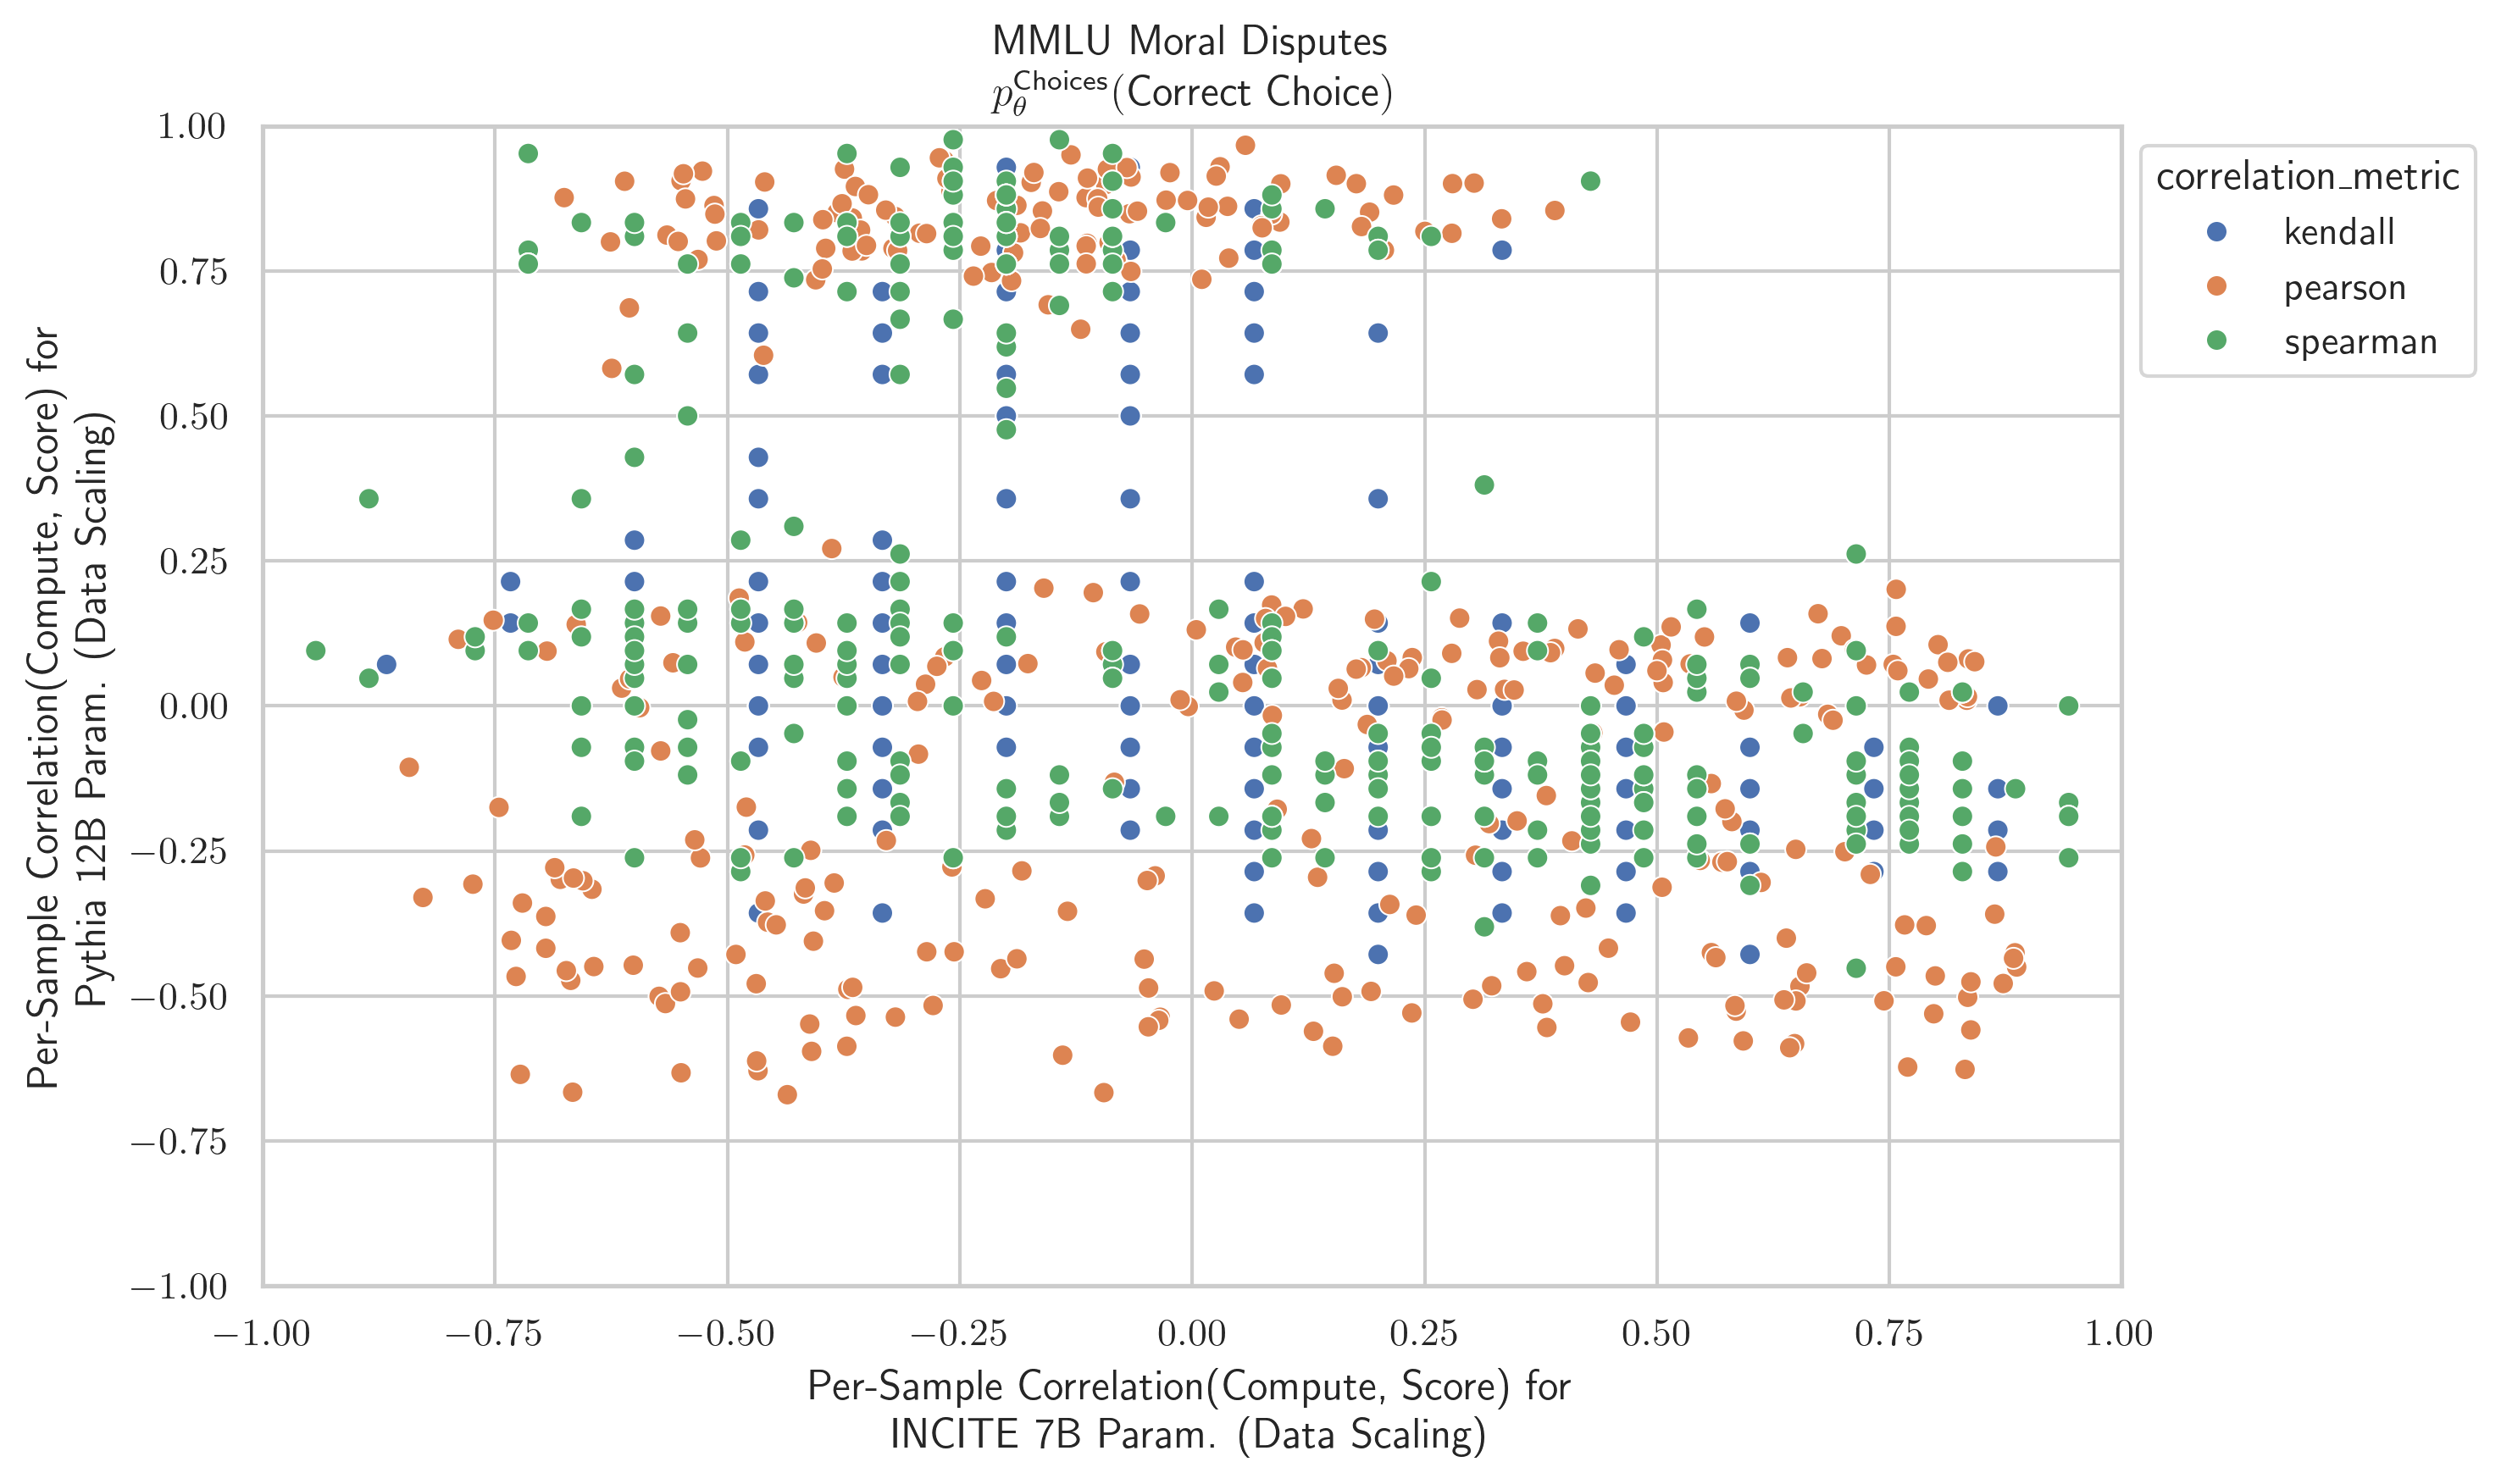 MMLU Moral Disputes
p_θ^Choices(Correct Choice)
1.00
0.75
0.50
0.25
0.00
−0.25
−0.50
−0.75
−1.00
Per-Sample Correlation(Compute, Score) for
Pythia 12B Param. (Data Scaling)
−1.00 −0.75 −0.50 −0.25 0.00 0.25 0.50 0.75 1.00
Per-Sample Correlation(Compute, Score) for
INCITE 7B Param. (Data Scaling)
correlation_metric
kendall
pearson
spearman